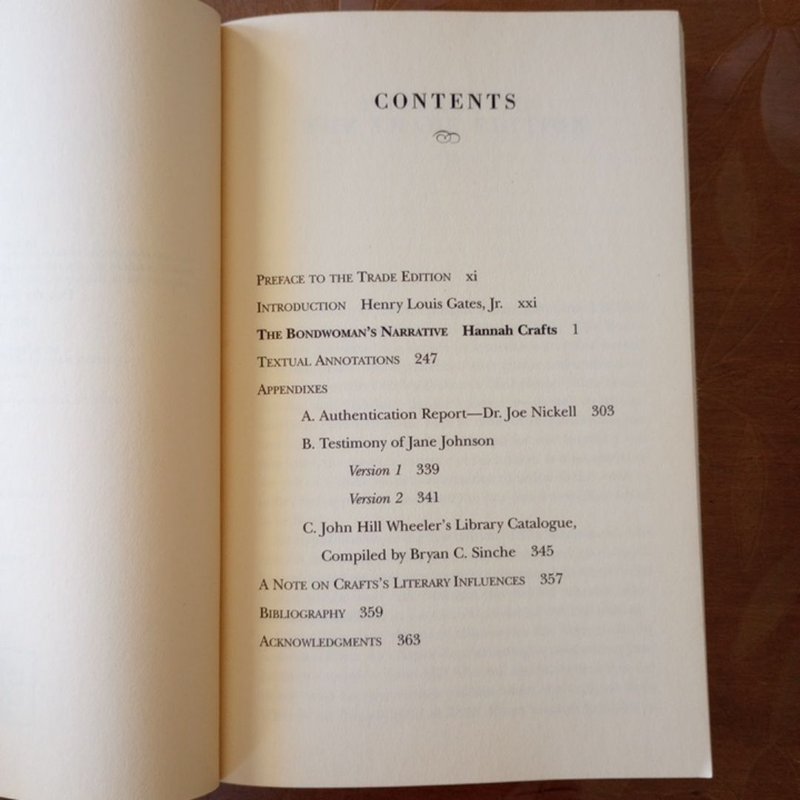 CONTENTS
PREFACE TO THE TRADE EDITION xi
INTRODUCTION Henry Louis Gates, Jr. xxi
THE BONDWOMAN'S NARRATIVE Hannah Crafts 1
TEXTUAL ANNOTATIONS 247
APPENDIXES
A. Authentication Report—Dr. Joe Nickell 303
B. Testimony of Jane Johnson
Version 1 339
Version 2 341
C. John Hill Wheeler's Library Catalogue,
Compiled by Bryan C. Sinche 345
A NOTE ON CRAFTS'S LITERARY INFLUENCES 357
BIBLIOGRAPHY 359
ACKNOWLEDGMENTS 363